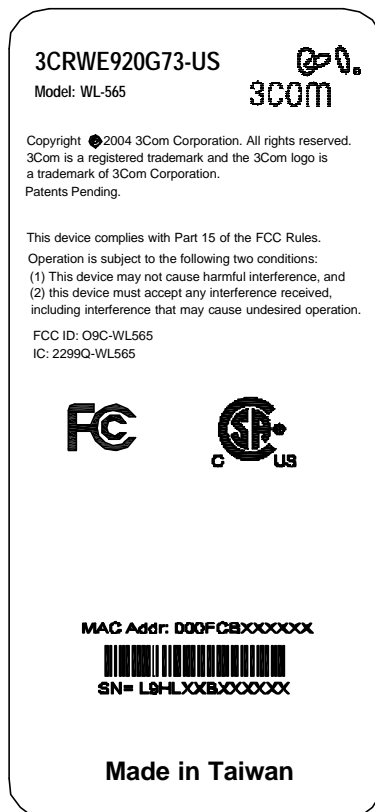 3CRWE920G73-US
Model: WL-565
3COM
Copyright 2004 3Com Corporation. All rights reserved.
3Com is a registered trademark and the 3Com logo is
a trademark of 3Com Corporation.
Patents Pending.
This device complies with Part 15 of the FCC Rules.
Operation is subject to the following two conditions:
(1) This device may not cause harmful interference, and
(2) this device must accept any interference received,
including interference that may cause undesired operation.
FCC ID: O9C-WL565
IC: 2299Q-WL565
FC
CSA
C US
MAC Addr: 000FCBXXXXXX
SN= L9HLXXBXXXXXX
Made in Taiwan